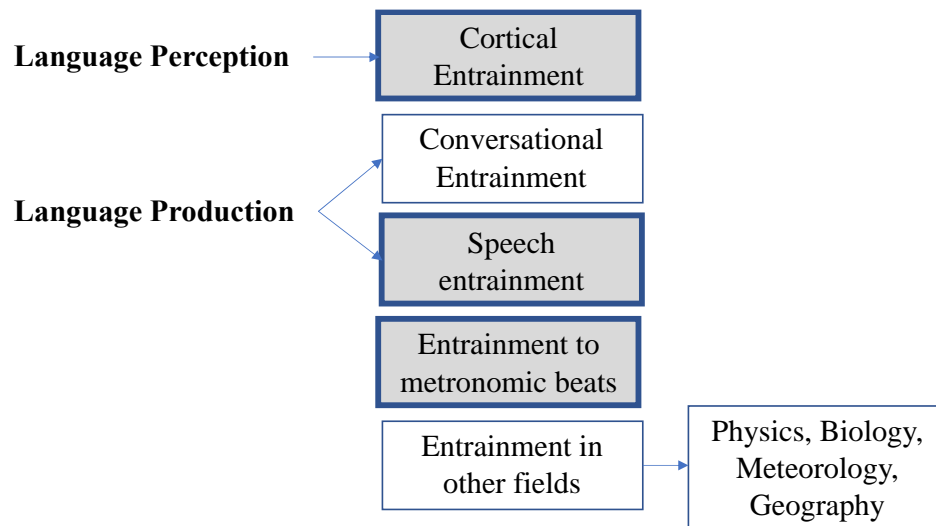 Language Perception
Cortical
Entrainment
Conversational
Entrainment
Language Production
Speech
entrainment
Entrainment to
metronomic beats
Entrainment in
other fields
Physics, Biology,
Meteorology,
Geography